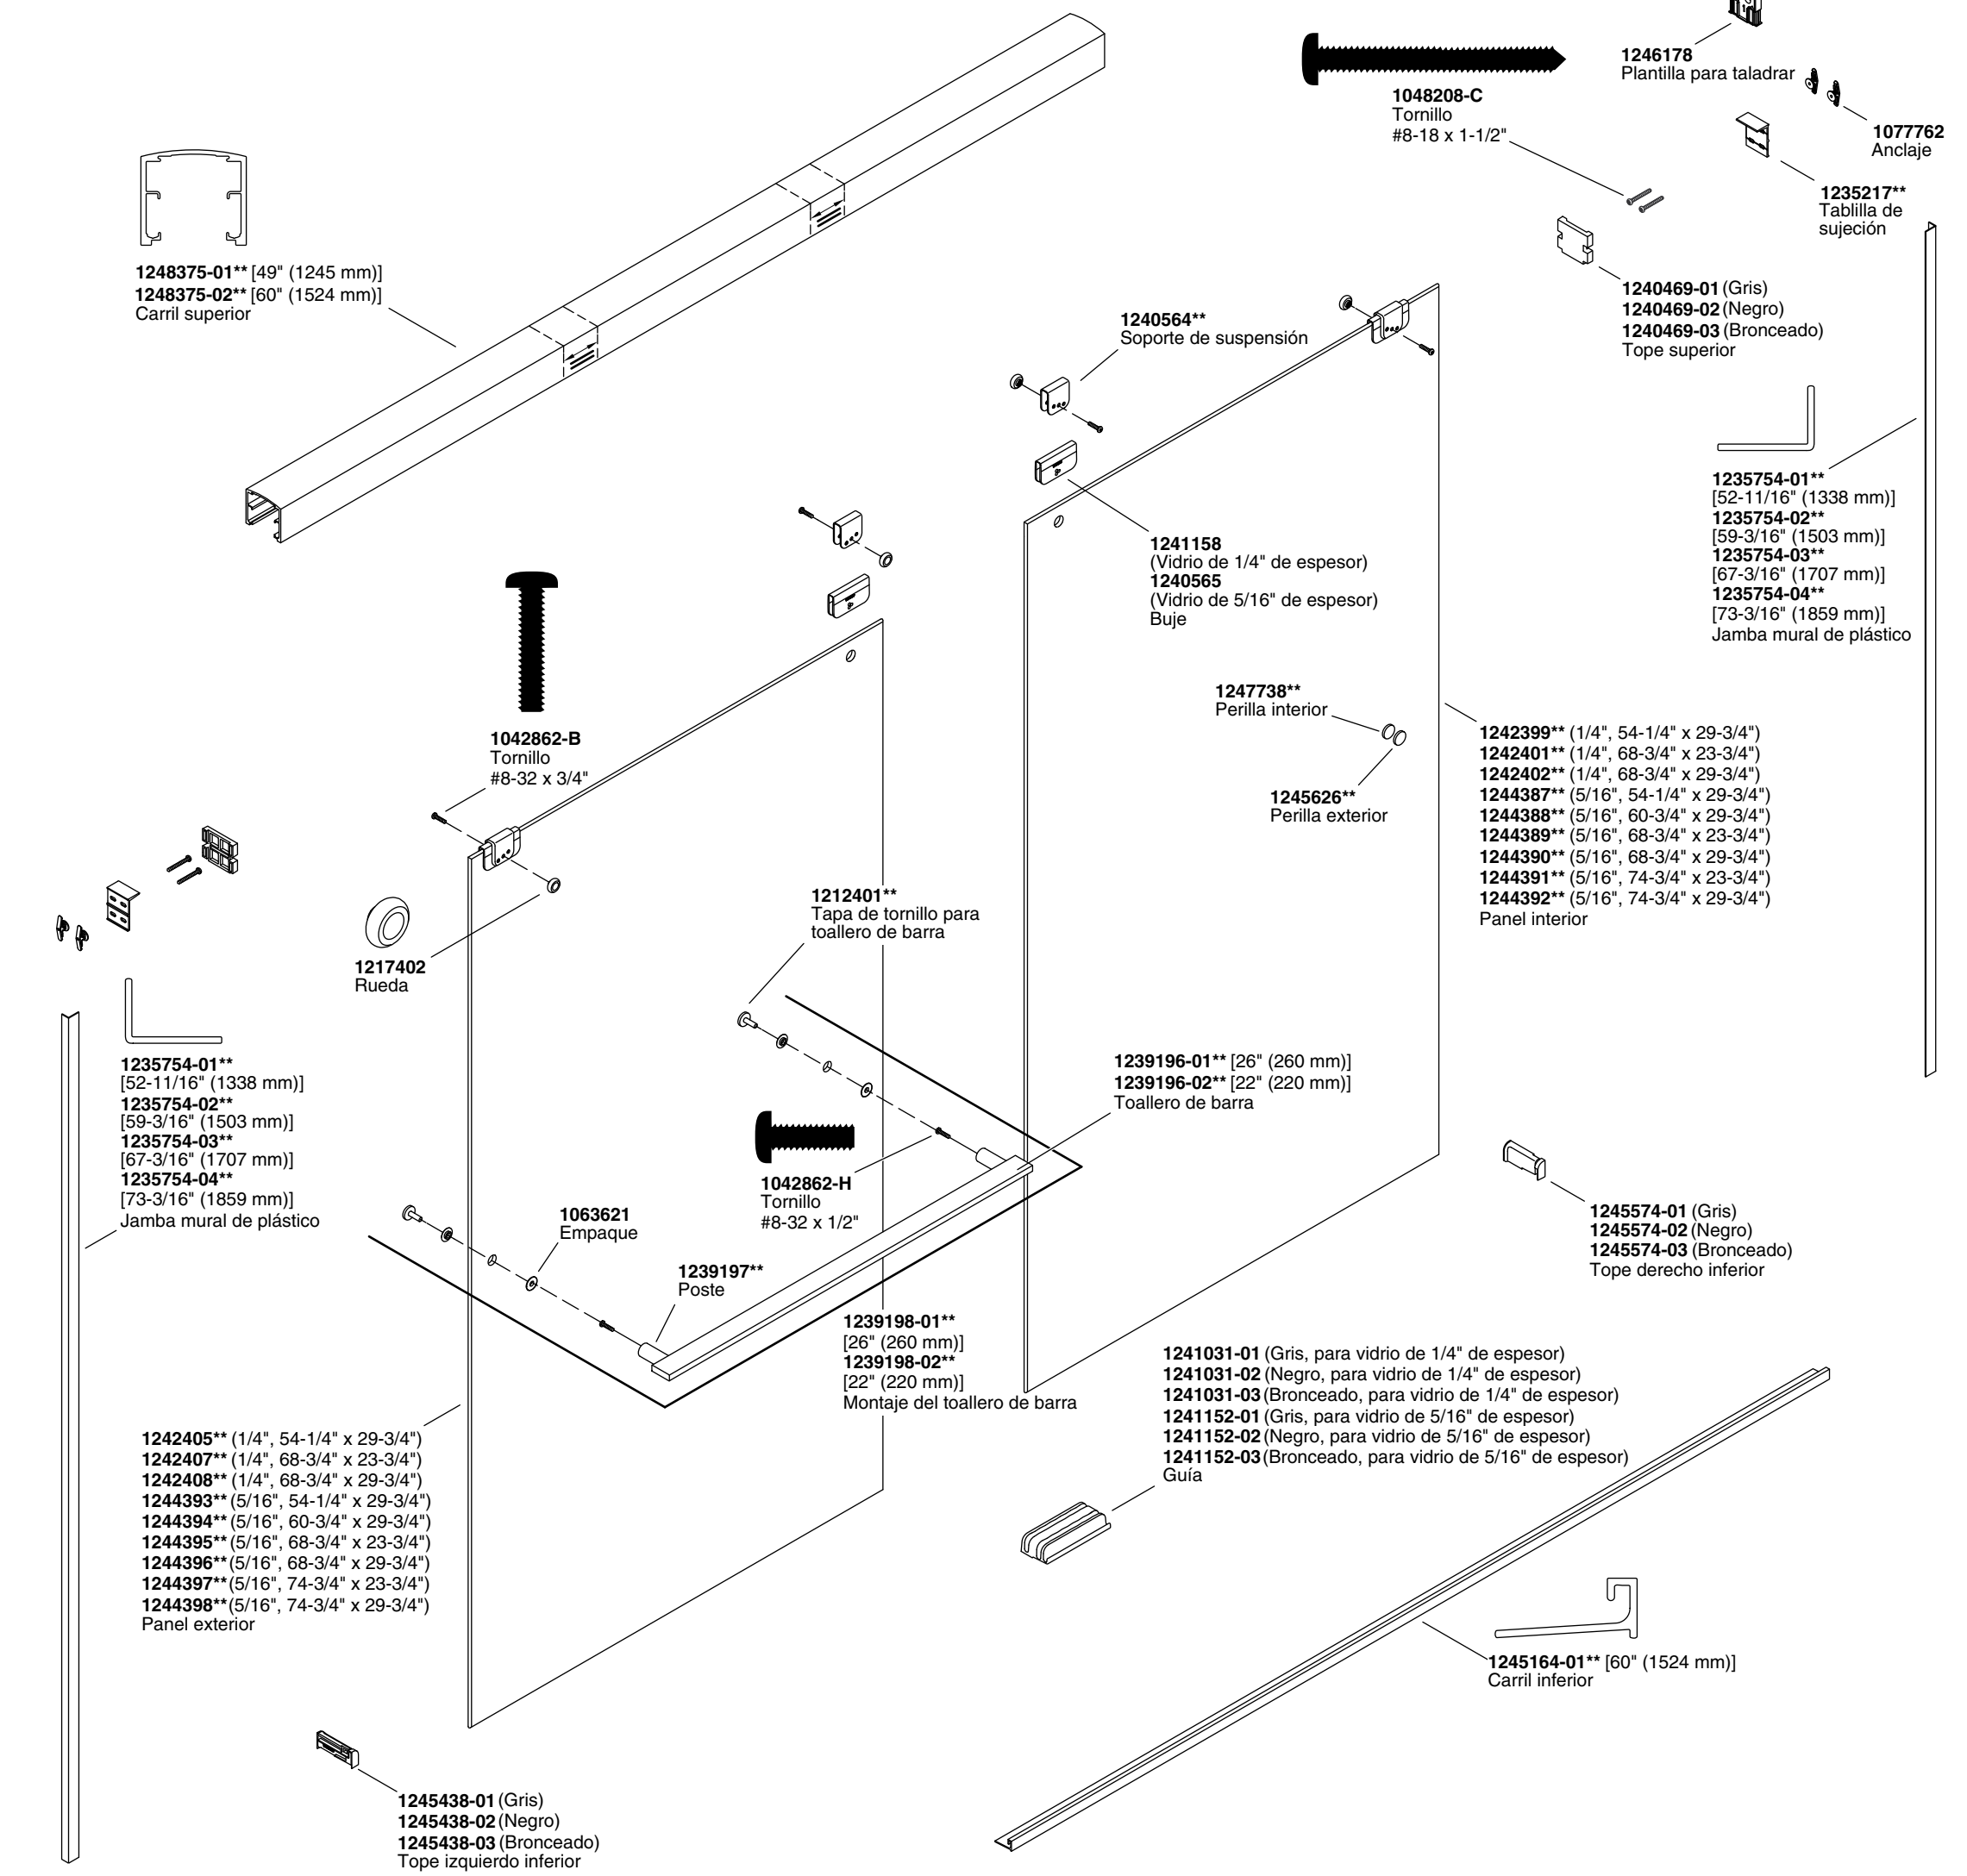 1246178
Plantilla para taladrar
1048208-C
Tornillo
#8-18 x 1-1/2"
1077762
Anclaje
1235217**
Tablilla de
sujeción
1248375-01** [49" (1245 mm)]
1248375-02** [60" (1524 mm)]
Carril superior
1240469-01 (Gris)
1240469-02 (Negro)
1240469-03 (Bronceado)
Tope superior
1240564**
Soporte de suspensión
1235754-01**
[52-11/16" (1338 mm)]
1235754-02**
[59-3/16" (1503 mm)]
1235754-03**
[67-3/16" (1707 mm)]
1235754-04**
[73-3/16" (1859 mm)]
Jamba mural de plástico
1241158
(Vidrio de 1/4" de espesor)
1240565
(Vidrio de 5/16" de espesor)
Buje
1247738**
Perilla interior
1245626**
Perilla exterior
1042862-B
Tornillo
#8-32 x 3/4"
1242399** (1/4", 54-1/4" x 29-3/4")
1242401** (1/4", 68-3/4" x 23-3/4")
1242402** (1/4", 68-3/4" x 29-3/4")
1244387** (5/16", 54-1/4" x 29-3/4")
1244388** (5/16", 60-3/4" x 29-3/4")
1244389** (5/16", 68-3/4" x 23-3/4")
1244390** (5/16", 68-3/4" x 29-3/4")
1244391** (5/16", 74-3/4" x 23-3/4")
1244392** (5/16", 74-3/4" x 29-3/4")
Panel interior
1212401**
Tapa de tornillo para
toallero de barra
1217402
Rueda
1235754-01**
[52-11/16" (1338 mm)]
1235754-02**
[59-3/16" (1503 mm)]
1235754-03**
[67-3/16" (1707 mm)]
1235754-04**
[73-3/16" (1859 mm)]
Jamba mural de plástico
1239196-01** [26" (260 mm)]
1239196-02** [22" (220 mm)]
Toallero de barra
1042862-H
Tornillo
#8-32 x 1/2"
1063621
Empaque
1239197**
Poste
1245574-01 (Gris)
1245574-02 (Negro)
1245574-03 (Bronceado)
Tope derecho inferior
1239198-01**
[26" (260 mm)]
1239198-02**
[22" (220 mm)]
Montaje del toallero de barra
1241031-01 (Gris, para vidrio de 1/4" de espesor)
1241031-02 (Negro, para vidrio de 1/4" de espesor)
1241031-03 (Bronceado, para vidrio de 1/4" de espesor)
1241152-01 (Gris, para vidrio de 5/16" de espesor)
1241152-02 (Negro, para vidrio de 5/16" de espesor)
1241152-03 (Bronceado, para vidrio de 5/16" de espesor)
Guía
1242405** (1/4", 54-1/4" x 29-3/4")
1242407** (1/4", 68-3/4" x 23-3/4")
1242408** (1/4", 68-3/4" x 29-3/4")
1244393** (5/16", 54-1/4" x 29-3/4")
1244394** (5/16", 60-3/4" x 29-3/4")
1244395** (5/16", 68-3/4" x 23-3/4")
1244396** (5/16", 68-3/4" x 29-3/4")
1244397** (5/16", 74-3/4" x 23-3/4")
1244398** (5/16", 74-3/4" x 29-3/4")
Panel exterior
1245164-01** [60" (1524 mm)]
Carril inferior
1245438-01 (Gris)
1245438-02 (Negro)
1245438-03 (Bronceado)
Tope izquierdo inferior